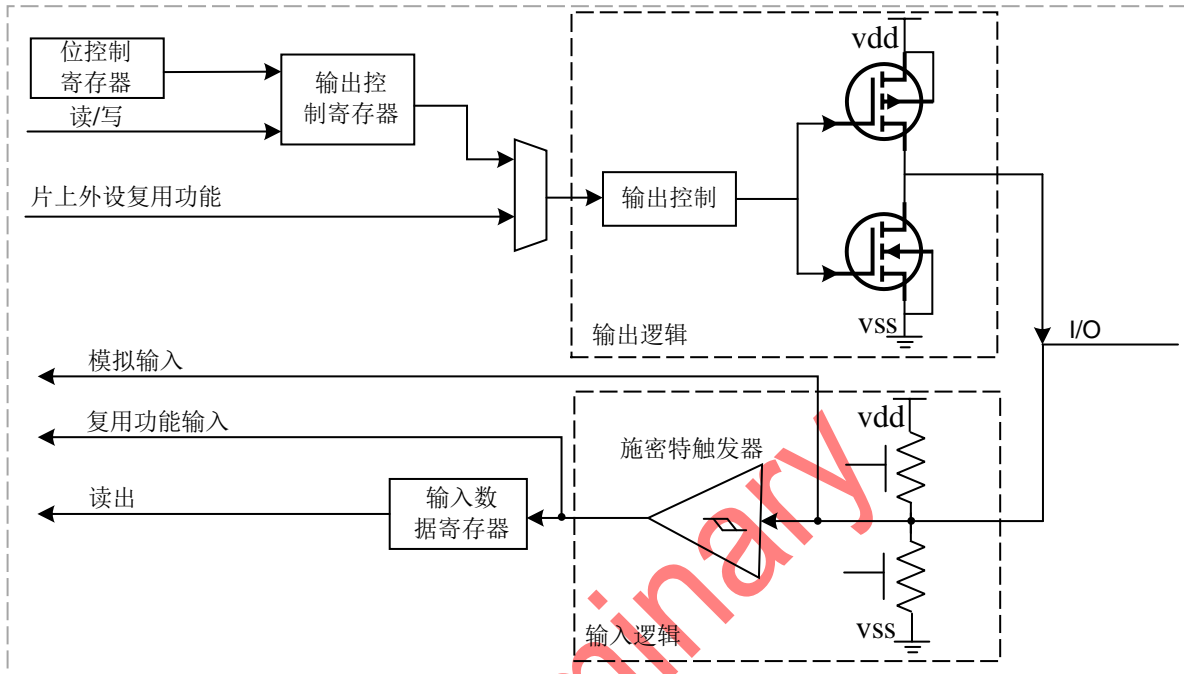 位控制
寄存器
读/写
输出控
制寄存器
片上外设复用功能
输出控制
vdd
vss
输出逻辑
I/O
模拟输入
复用功能输入
读出
输入数
据寄存器
施密特触发器
vdd
vss
输入逻辑
minary